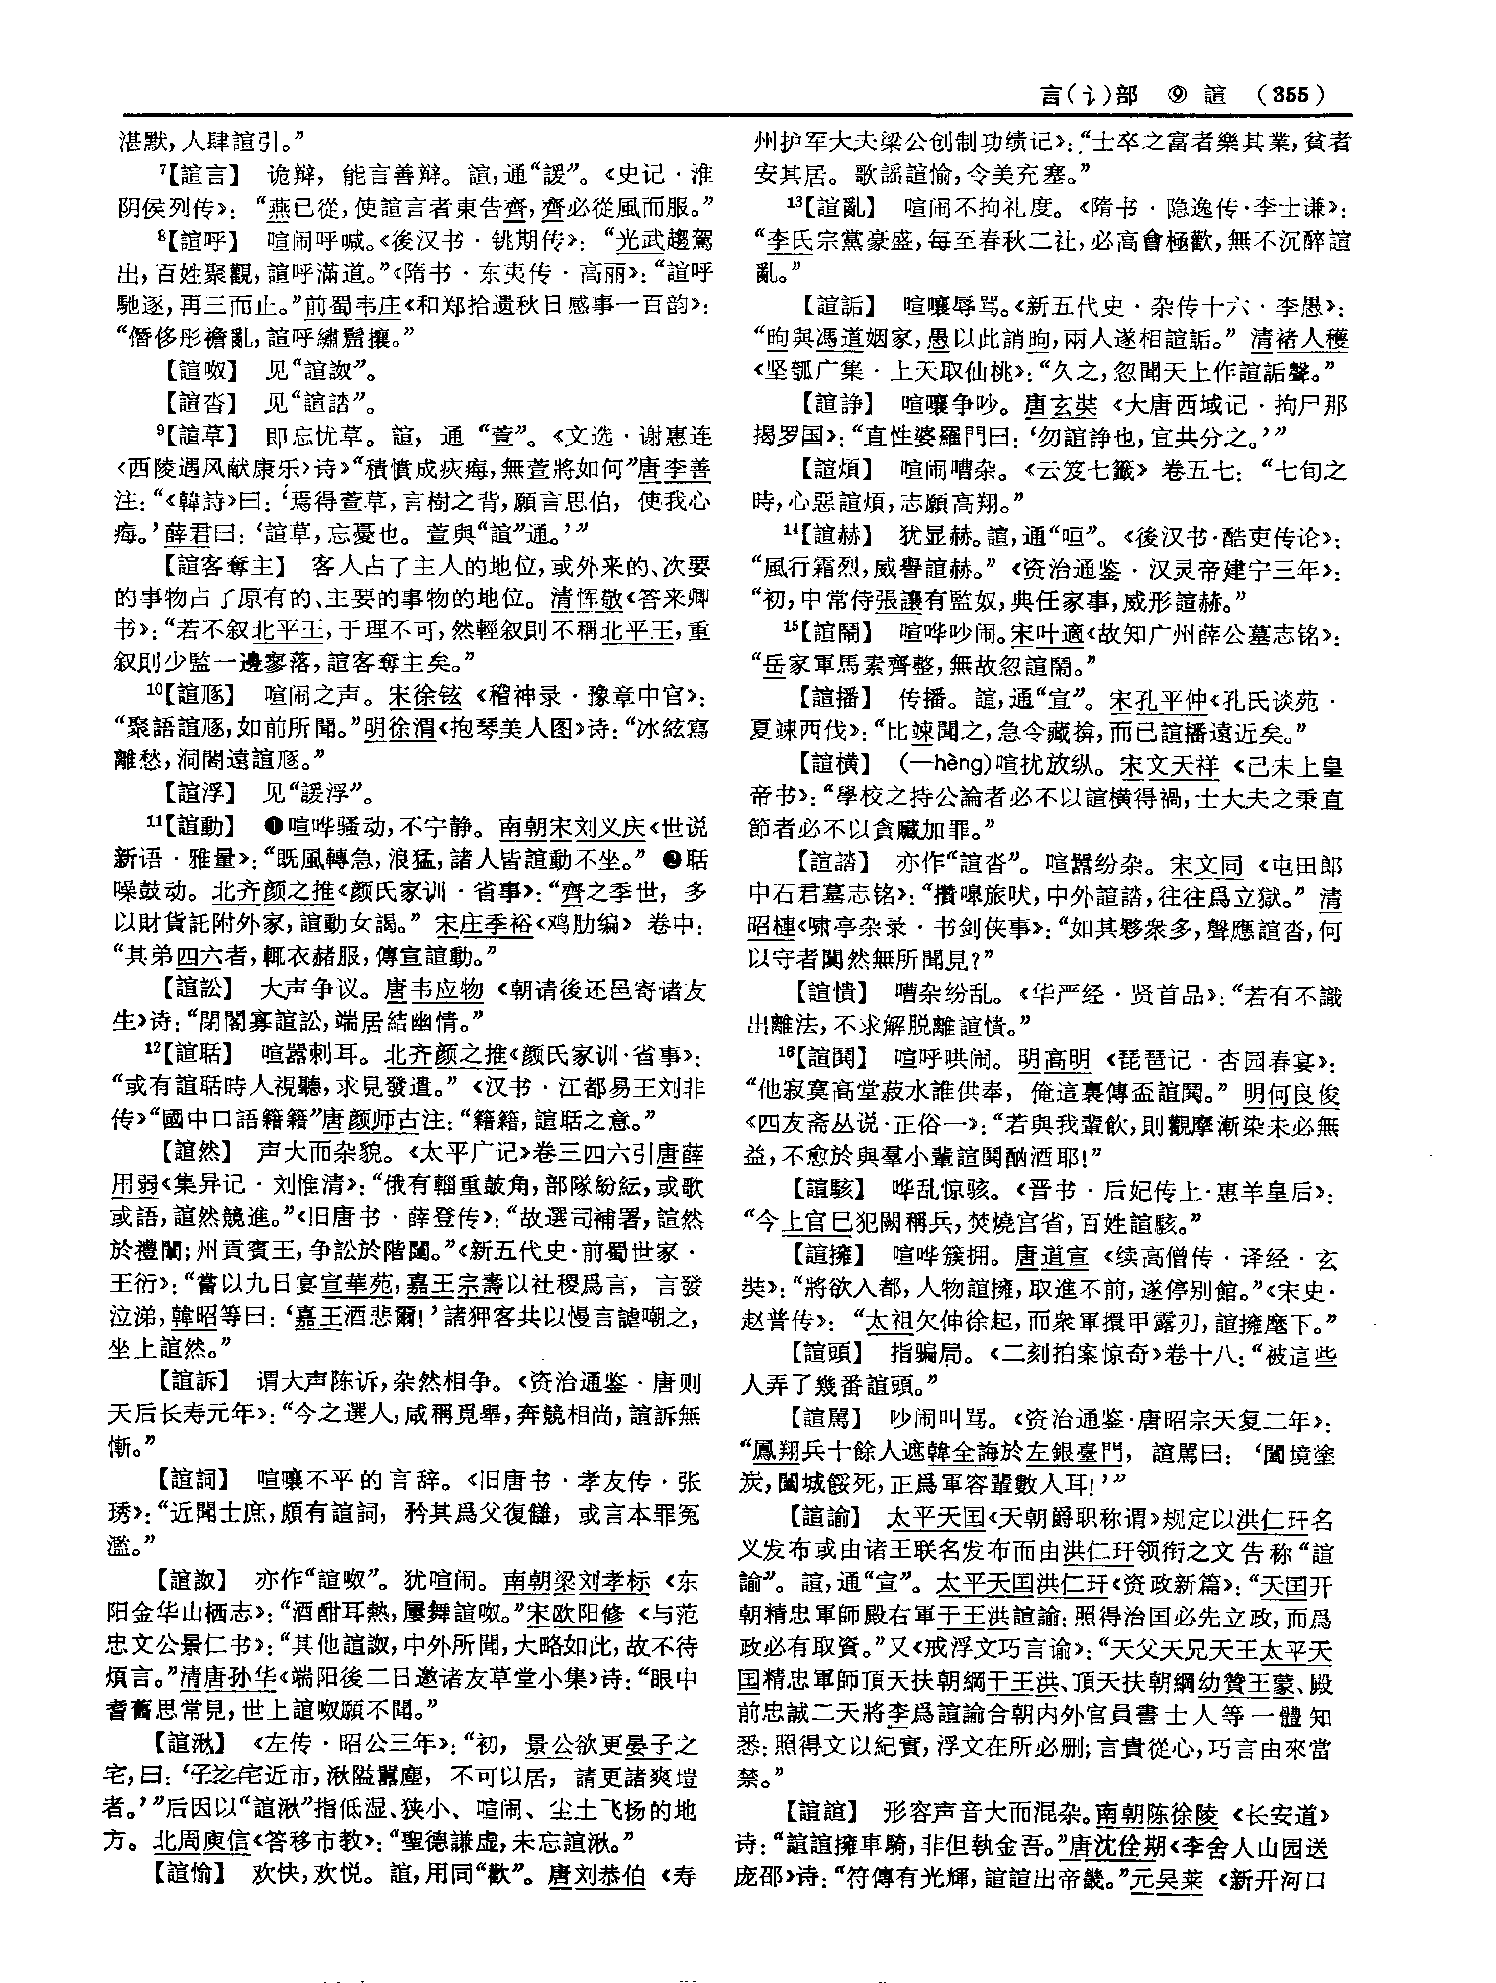 言(讠)部　⑨　諠　(355)
湛默，人肆諠引。”
7【諠言】　诡辩，能言善辩。諠，通“諼”。《史记·淮
阴侯列传》：“燕已從，使諠言者東告齊，齊必從風而服。”
8【諠呼】　喧闹呼喊。《後汉书·铫期传》：“光武趨駕
出，百姓聚觀，諠呼滿道。”《隋书·东夷传·高丽》：“諠呼
馳逐，再三而止。”前蜀韦庄《和郑拾遗秋日感事一百韵》：
“僭侈彤襜亂，諠呼繡鬣攘。”
【諠呶】　见“諠詉”。
【諠沓】　见“諠誻”。
9【諠草】　即忘忧草。諠，通“萱”。《文选·谢惠连
〈西陵遇风献康乐〉诗》“積憤成疢痗，無萱將如何”唐李善
注：“《韓詩》曰：‘焉得萱草，言樹之背，願言思伯，使我心
痗。’薛君曰：‘諠草，忘憂也。萱與“諠”通。’”
【諠客奪主】　客人占了主人的地位，或外来的、次要
的事物占了原有的、主要的事物的地位。清恽敬《答来卿
书》：“若不叙北平王，于理不可，然輕叙則不稱北平王，重
叙則少監一邊寥落，諠客奪主矣。”
10【諠豗】　喧闹之声。宋徐铉《稽神录·豫章中官》：
“聚語諠豗，如前所聞。”明徐渭《抱琴美人图》诗：“冰絃寫
離愁，洞閣遠諠豗。”
【諠浮】　见“諼浮”。
11【諠動】　❶喧哗骚动，不宁静。南朝宋刘义庆《世说
新语·雅量》：“既風轉急，浪猛，諸人皆諠動不坐。”❷聒
噪鼓动。北齐颜之推《颜氏家训·省事》：“齊之季世，多
以財貨託附外家，諠動女謁。”宋庄季裕《鸡肋编》卷中：
“其弟四六者，輒衣赭服，傳宣諠動。”
【諠訟】　大声争议。唐韦应物《朝请後还邑寄诸友
生》诗：“閉閣寡諠訟，端居結幽情。”
12【諠聒】　喧嚣刺耳。北齐颜之推《颜氏家训·省事》：
“或有諠聒時人視聽，求見發遣。”《汉书·江都易王刘非
传》“國中口語籍籍”唐颜师古注：“籍籍，諠聒之意。”
【諠然】　声大而杂貌。《太平广记》卷三四六引唐薛
用弱《集异记·刘惟清》：“俄有輜重皷角，部隊紛紜，或歌
或語，諠然競進。”《旧唐书·薛登传》：“故選司補署，諠然
於禮闈；州貢賓王，争訟於階闥。”《新五代史·前蜀世家·
王衍》：“嘗以九日宴宣華苑，嘉王宗壽以社稷爲言，言發
泣涕，韓昭等曰：‘嘉王酒悲爾！’諸狎客共以慢言謔嘲之，
坐上諠然。”
【諠訴】　谓大声陈诉，杂然相争。《资治通鉴·唐则
天后长寿元年》：“今之選人，咸稱覓舉，奔競相尚，諠訴無
慚。”
【諠詞】　喧嚷不平的言辞。《旧唐书·孝友传·张
琇》：“近聞士庶，頗有諠詞，矜其爲父復讎，或言本罪冤
濫。”
【諠詉】　亦作“諠呶”。犹喧闹。南朝梁刘孝标《东
阳金华山栖志》：“酒酣耳熱，屢舞諠呶。”宋欧阳修《与范
忠文公景仁书》：“其他諠詉，中外所聞，大略如此，故不待
煩言。”清唐孙华《端阳後二日邀诸友草堂小集》诗：“眼中
耆舊思常見，世上諠呶願不聞。”
【諠湫】　《左传·昭公三年》：“初，景公欲更晏子之
宅，曰：‘子之宅近市，湫隘囂塵，不可以居，請更諸爽塏
者。’”后因以“諠湫”指低湿、狭小、喧闹、尘土飞扬的地
方。北周庾信《答移市教》：“聖德謙虚，未忘諠湫。”
【諠愉】　欢快，欢悦。諠，用同“歡”。唐刘恭伯《寿
州护军大夫梁公创制功绩记》：“士卒之富者樂其業，貧者
安其居。歌謡諠愉，令美充塞。”
13【諠亂】　喧闹不拘礼度。《隋书·隐逸传·李士谦》：
“李氏宗黨豪盛，每至春秋二社，必高會極歡，無不沉醉諠
亂。”
【諠詬】　喧嚷辱骂。《新五代史·杂传十六·李愚》：
“昫與馮道姻家，愚以此誚昫，兩人遂相諠詬。”清褚人穫
《坚瓠广集·上天取仙桃》：“久之，忽聞天上作諠詬聲。”
【諠諍】　喧嚷争吵。唐玄奘《大唐西域记·拘尸那
揭罗国》：“直性婆羅門曰：‘勿諠諍也，宜共分之。’”
【諠煩】　喧闹嘈杂。《云笈七籤》卷五七：“七旬之
時，心惡諠煩，志願高翔。”
14【諠赫】　犹显赫。諠，通“咺”。《後汉书·酷吏传论》：
“風行霜烈，威譽諠赫。”《资治通鉴·汉灵帝建宁三年》：
“初，中常侍張讓有監奴，典任家事，威形諠赫。”
15【諠鬧】　喧哗吵闹。宋叶適《故知广州薛公墓志铭》：
“岳家軍馬素齊整，無故忽諠鬧。”
【諠播】　传播。諠，通“宣”。宋孔平仲《孔氏谈苑·
夏竦西伐》：“比竦聞之，急令藏揜，而已諠播遠近矣。”
【諠横】　(—hèng)喧扰放纵。宋文天祥《己未上皇
帝书》：“學校之持公論者必不以諠橫得禍，士大夫之秉直
節者必不以貪贓加罪。”
【諠誻】　亦作“諠沓”。喧嚣纷杂。宋文同《屯田郎
中石君墓志铭》：“攢嘷旅吠，中外諠誻，往往爲立獄。”清
昭槤《啸亭杂录·书剑侠事》：“如其夥衆多，聲應諠沓，何
以守者闃然無所聞見？”
【諠憒】　嘈杂纷乱。《华严经·贤首品》：“若有不識
出離法，不求解脱離諠憒。”
16【諠鬨】　喧呼哄闹。明高明《琵琶记·杏园春宴》：
“他寂寞高堂菽水誰供奉，俺這裏傳盃諠鬨。”明何良俊
《四友斋丛说·正俗一》：“若與我輩飲，則觀摩漸染未必無
益，不愈於與羣小輩諠鬨酗酒耶！”
【諠駭】　哗乱惊骇。《晋书·后妃传上·惠羊皇后》：
“今上官巳犯闕稱兵，焚燒宫省，百姓諠駭。”
【諠擁】　喧哗簇拥。唐道宣《续高僧传·译经·玄
奘》：“將欲入都，人物諠擁，取進不前，遂停别館。”《宋史·
赵普传》：“太祖欠伸徐起，而衆軍擐甲露刃，諠擁麾下。”
【諠頭】　指骗局。《二刻拍案惊奇》卷十八：“被這些
人弄了幾番諠頭。”
【諠駡】　吵闹叫骂。《资治通鉴·唐昭宗天复二年》：
“鳳翔兵十餘人遮韓全誨於左銀臺門，諠駡曰：‘闔境塗
炭，闔城餒死，正爲軍容輩數人耳！’”
【諠諭】　太平天囯《天朝爵职称谓》规定以洪仁玕名
义发布或由诸王联名发布而由洪仁玕领衔之文告称“諠
諭”。諠，通“宣”。太平天囯洪仁玕《资政新篇》：“天囯开
朝精忠軍師殿右軍干王洪諠諭：照得治囯必先立政，而爲
政必有取資。”又《戒浮文巧言谕》：“天父天兄天王太平天
囯精忠軍師頂天扶朝綱干王洪、頂天扶朝綱幼贊王蒙、殿
前忠誠二天將李爲諠諭合朝内外官員書士人等一體知
悉：照得文以紀實，浮文在所必删；言貴從心，巧言由來當
禁。”
【諠諠】　形容声音大而混杂。南朝陈徐陵《长安道》
诗：“諠諠擁車騎，非但執金吾。”唐沈佺期《李舍人山园送
庞邵》诗：“符傳有光輝，諠諠出帝畿。”元吴莱《新开河口